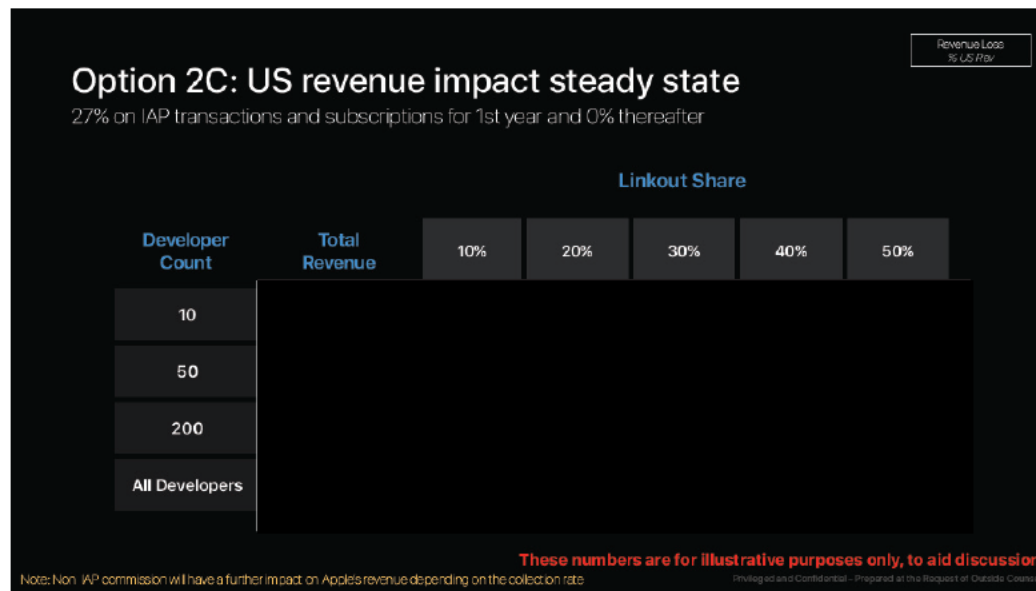 Revenue Loss
% US Rev
Option 2C: US revenue impact steady state
27% on IAP transactions and subscriptions for 1st year and 0% thereafter
Linkout Share
Developer
Count
Total
Revenue
10%
20%
30%
40%
50%
10
50
200
All Developers
These numbers are for illustrative purposes only, to aid discussion
Note: Non IAP commission will have a further impact on Apple's revenue depending on the collection rate
Privileged and Confidential – Prepared at the Request of Outside Counse